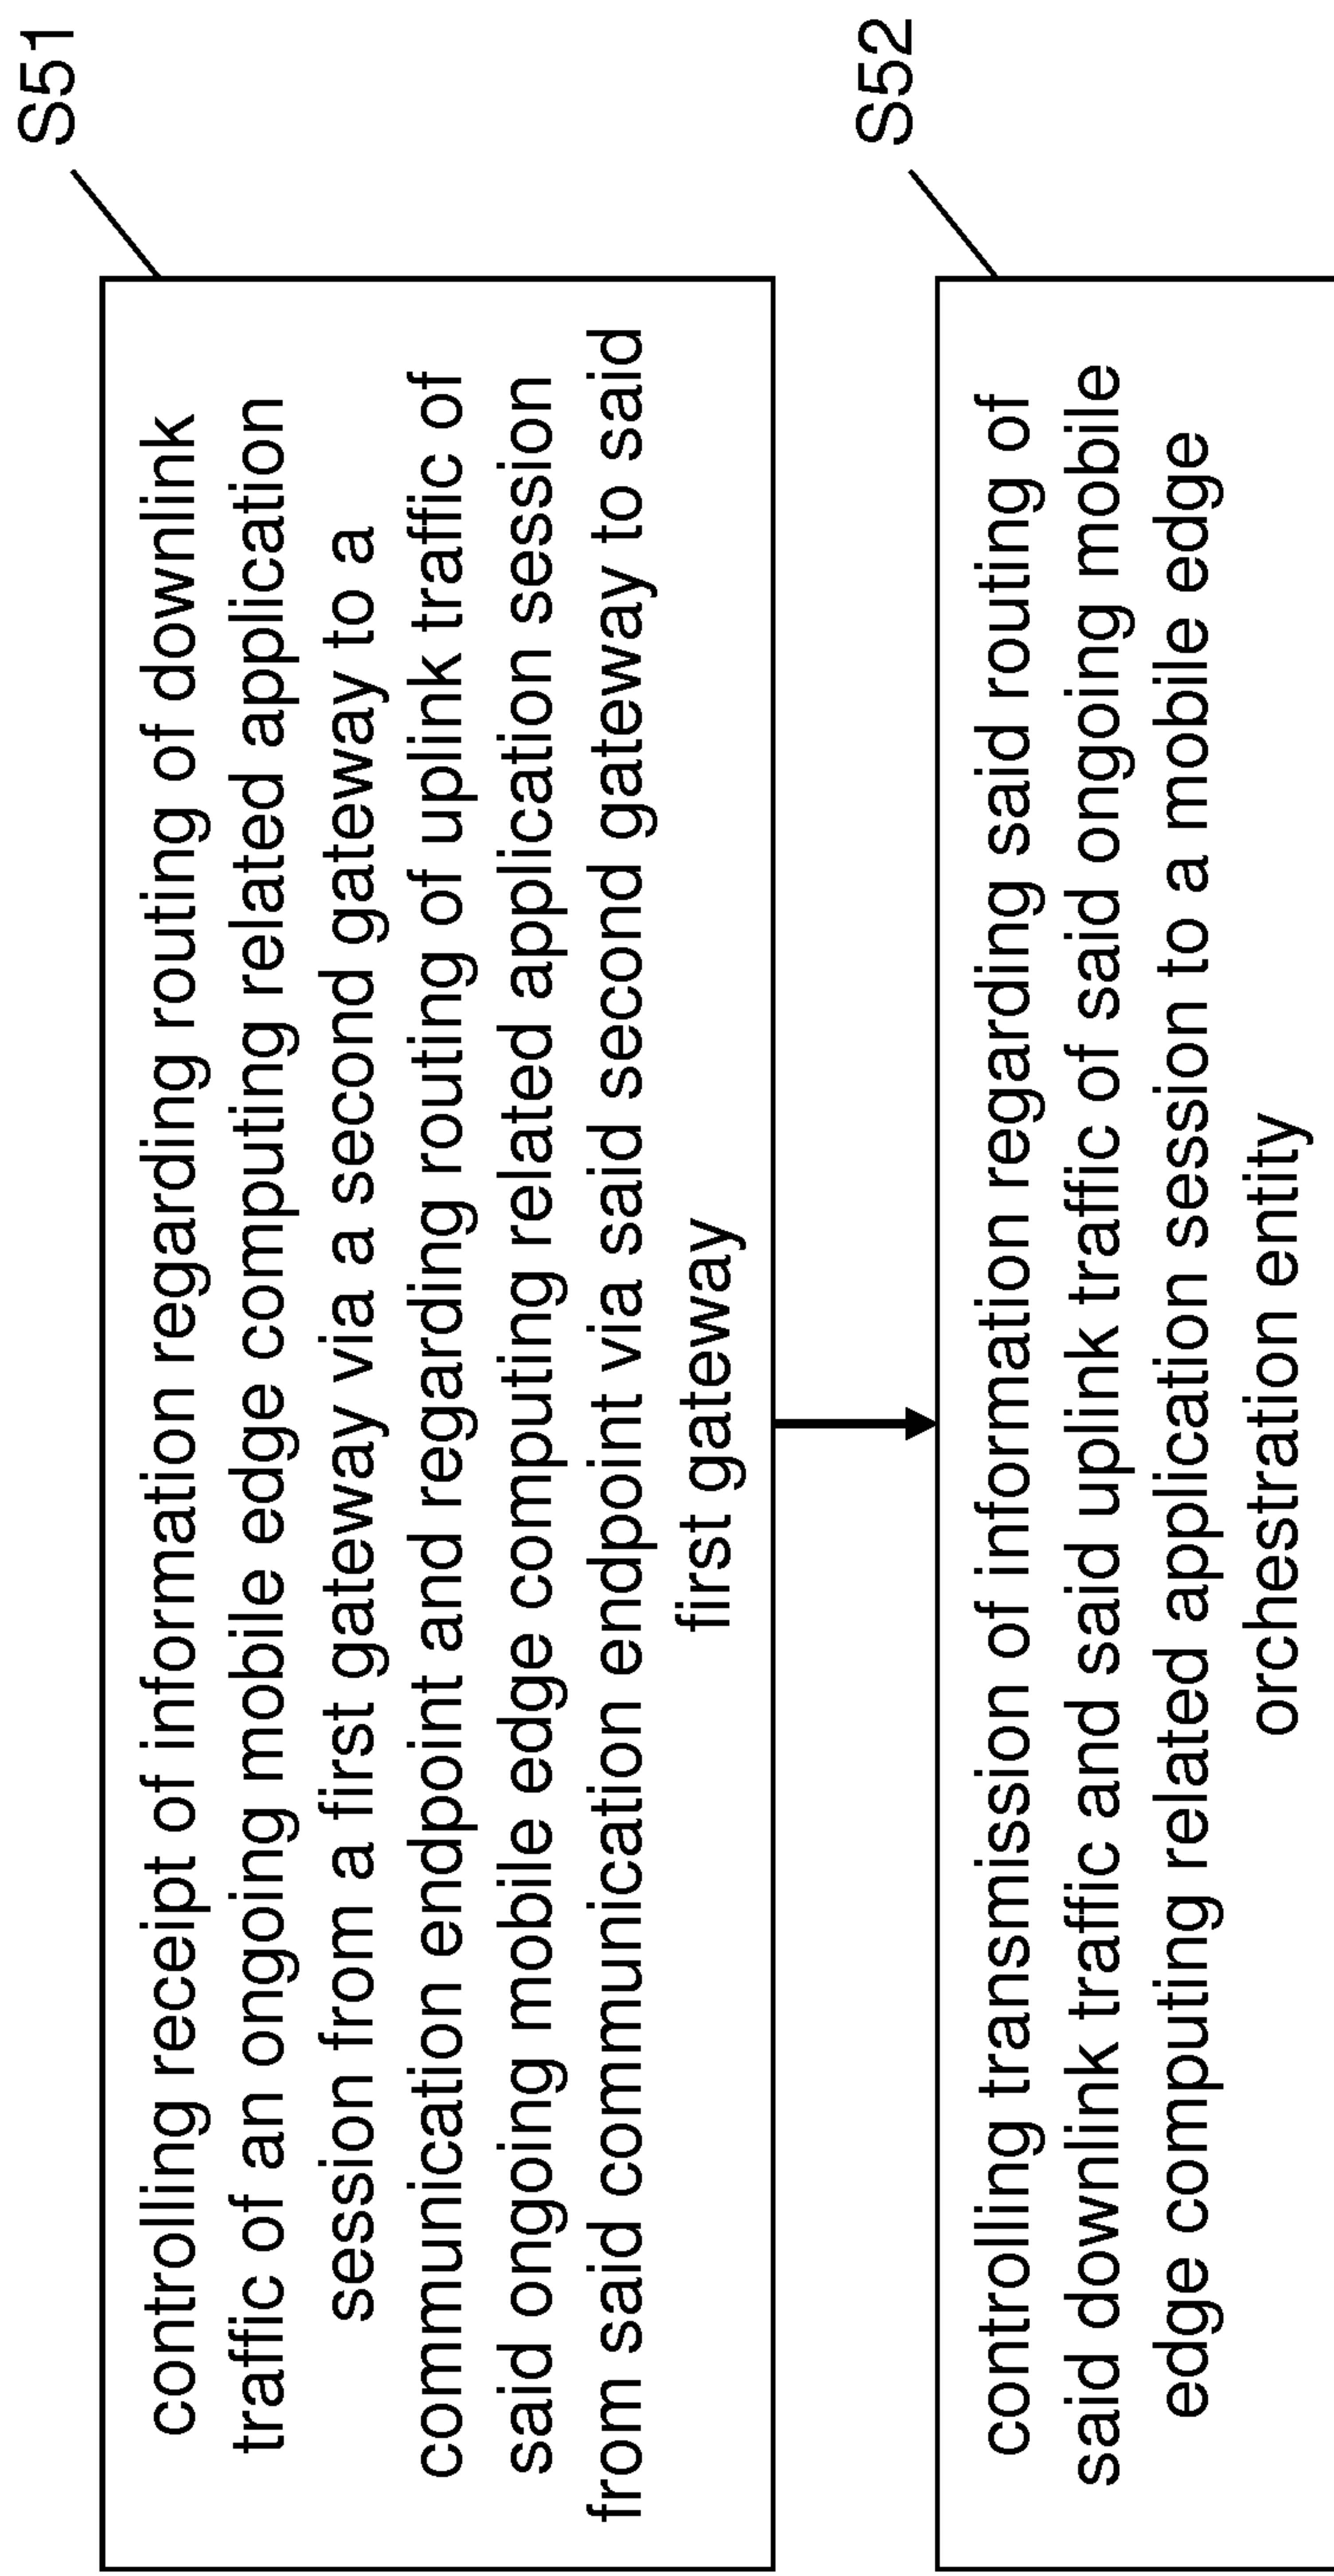 S51
controlling receipt of information regarding routing of downlink
traffic of an ongoing mobile edge computing related application
session from a first gateway via a second gateway to a
communication endpoint and regarding routing of uplink traffic of
said ongoing mobile edge computing related application session
from said communication endpoint via said second gateway to said
first gateway
S52
controlling transmission of information regarding said routing of
said downlink traffic and said uplink traffic of said ongoing mobile
edge computing related application session to a mobile edge
orchestration entity